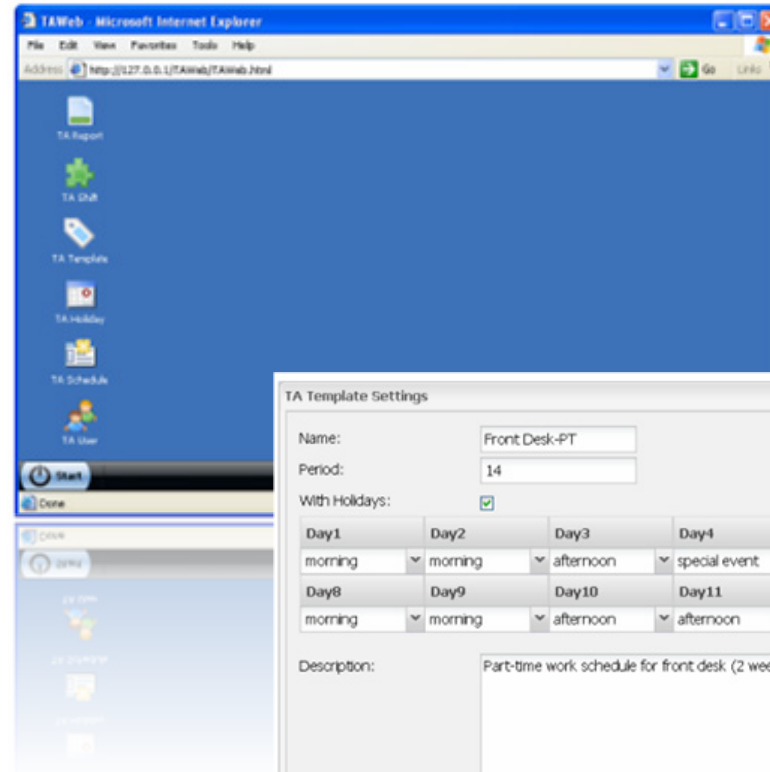 TAWeb - Microsoft Internet Explorer
File Edit View Favorites Tools Help
Address http://127.0.0.1/TAWeb/TAWeb.html Go Links
TA Report
TA Shift
TA Template
TA Holiday
TA Schedule
TA User
Start
Done
TA Template Settings
Name: Front Desk-PT
Period: 14
With Holidays:
Day1 Day2 Day3 Day4
morning morning afternoon special event
Day8 Day9 Day10 Day11
morning morning afternoon afternoon
Description: Part-time work schedule for front desk (2 wee